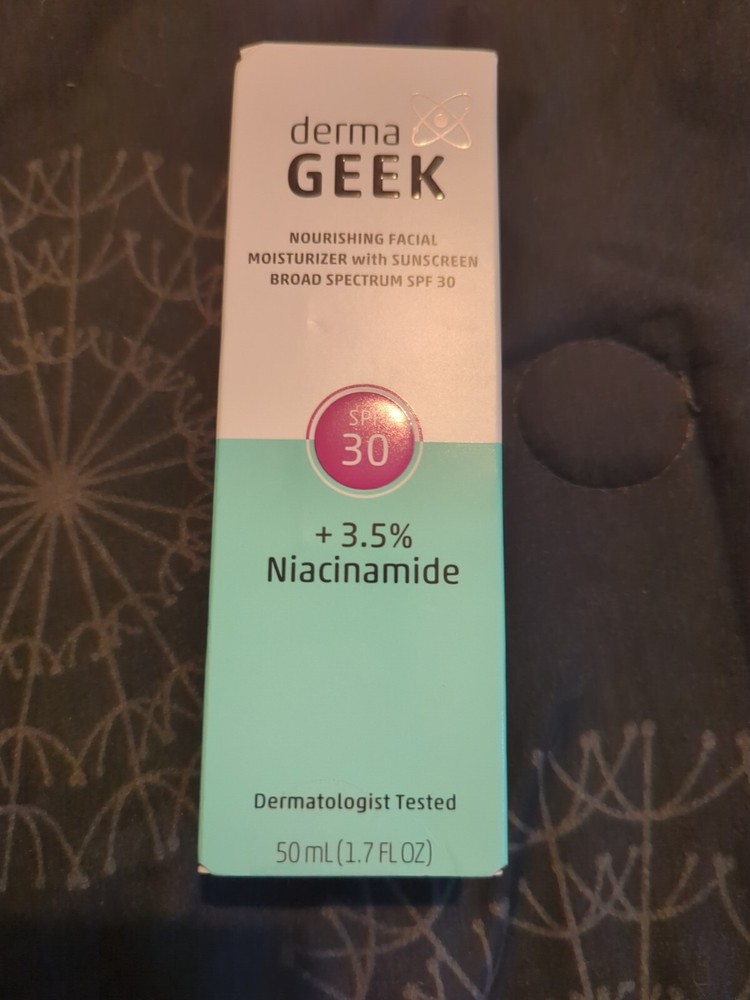 derma
GEEK
NOURISHING FACIAL
MOISTURIZER with SUNSCREEN
BROAD SPECTRUM SPF 30
SPF
30
+ 3.5%
Niacinamide
Dermatologist Tested
50 mL (1.7 FL OZ)